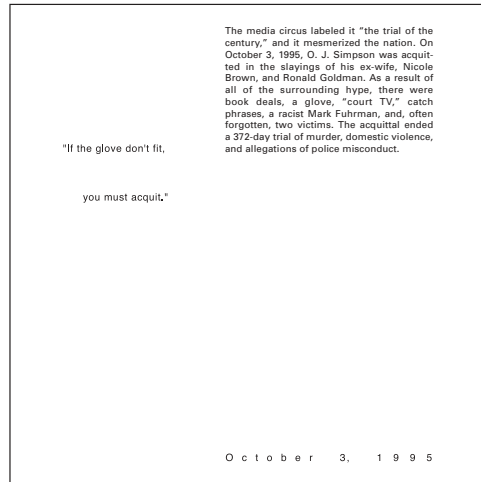 The media circus labeled it “the trial of the
century,” and it mesmerized the nation. On
October 3, 1995, O. J. Simpson was acquit-
ted in the slayings of his ex-wife, Nicole
Brown, and Ronald Goldman. As a result of
all of the surrounding hype, there were
book deals, a glove, “court TV,” catch
phrases, a racist Mark Fuhrman, and, often
forgotten, two victims. The acquittal ended
a 372-day trial of murder, domestic violence,
and allegations of police misconduct.
"If the glove don't fit,
you must acquit."
October 3, 1995